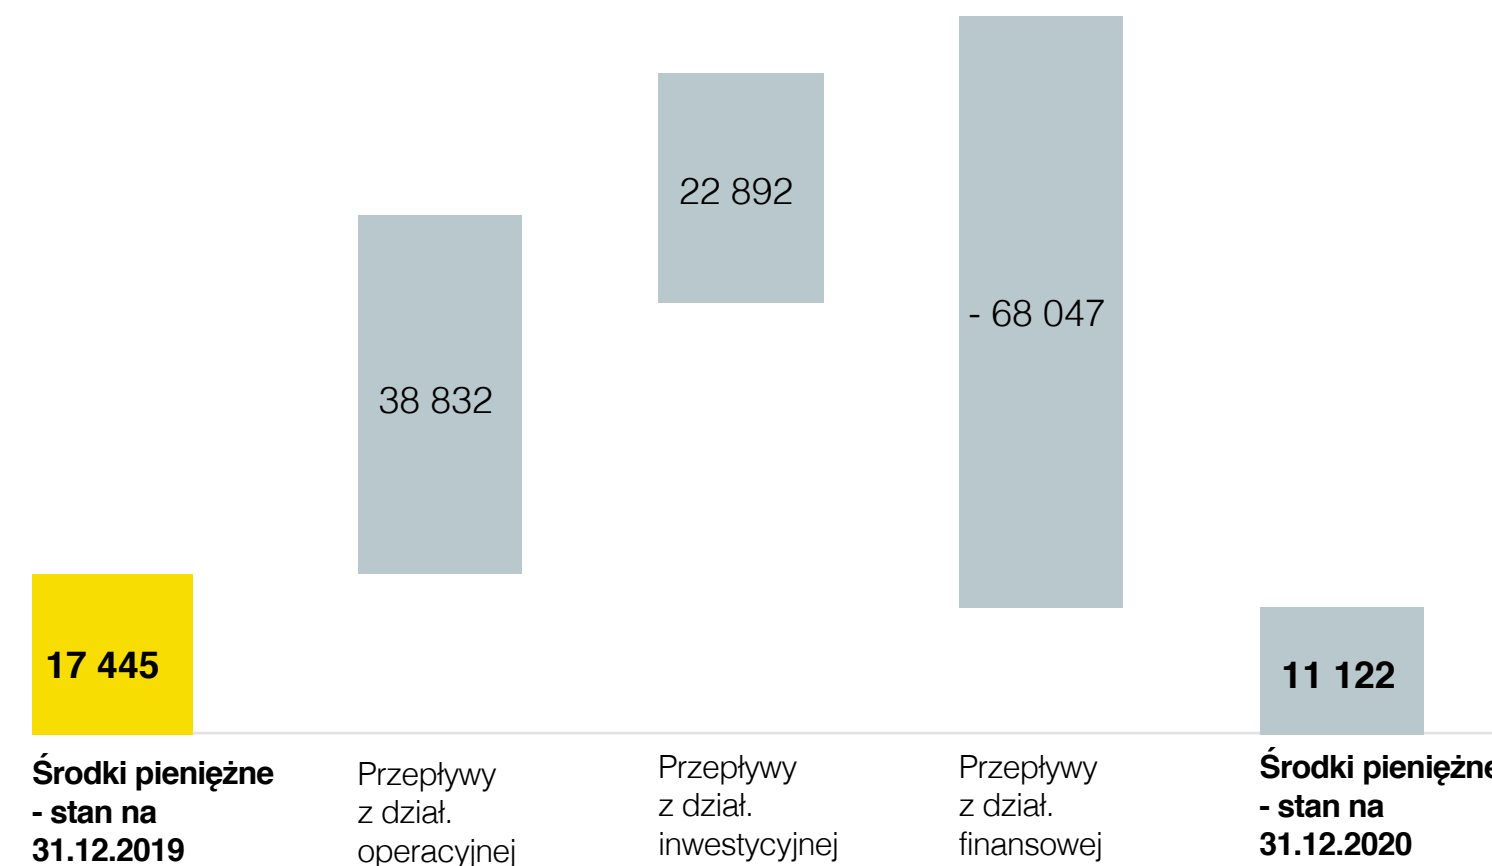 22 892
- 68 047
38 832
17 445
11 122
Środki pieniężne
- stan na
31.12.2019
Przepływy
z dział.
operacyjnej
Przepływy
z dział.
inwestycyjnej
Przepływy
z dział.
finansowej
Środki pieniężne
- stan na
31.12.2020